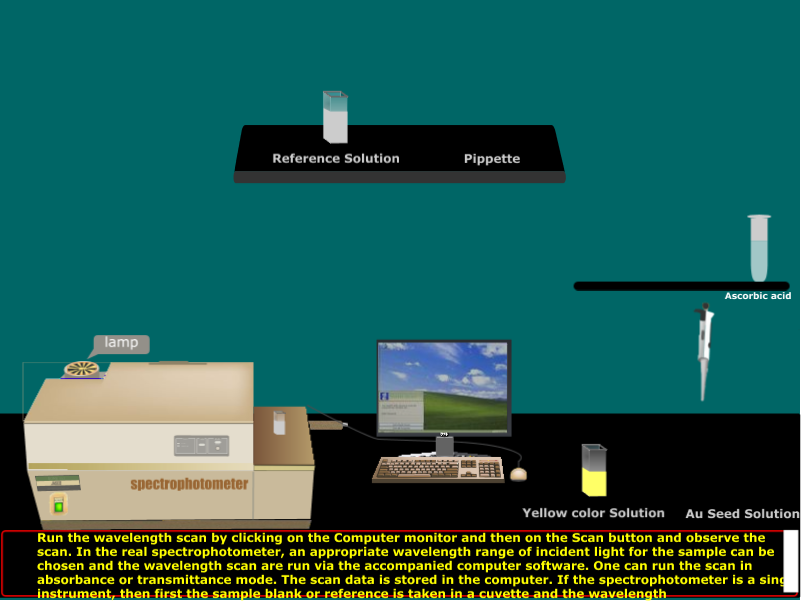 Reference Solution
Pippette
Ascorbic acid
lamp
spectrophotometer
Yellow color Solution
Au Seed Solution
Run the wavelength scan by clicking on the Computer monitor and then on the Scan button and observe the
scan. In the real spectrophotometer, an appropriate wavelength range of incident light for the sample can be
chosen and the wavelength scan are run via the accompanied computer software. One can run the scan in
absorbance or transmittance mode. The scan data is stored in the computer. If the spectrophotometer is a sing
instrument, then first the sample blank or reference is taken in a cuvette and the wavelength